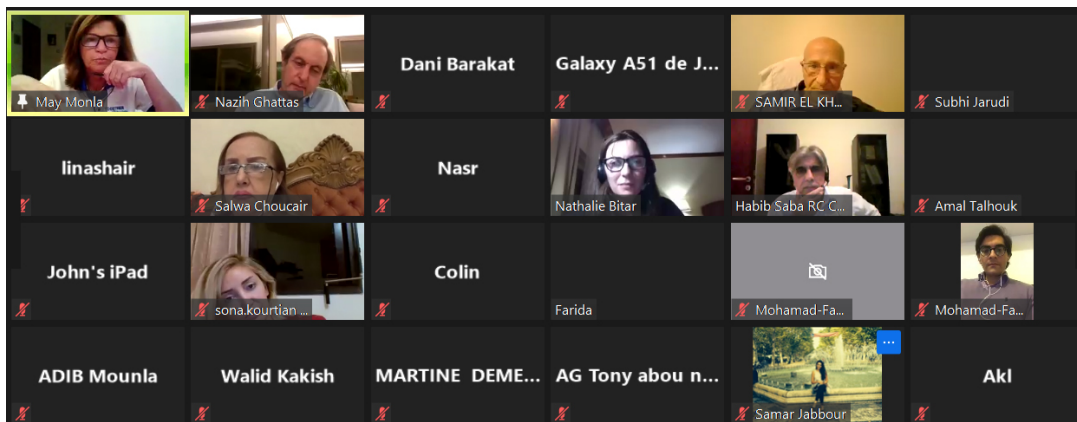 May Monla
Nazih Ghattas
Dani Barakat
Galaxy A51 de J...
SAMIR EL KH...
Subhi Jarudi
linashair
Salwa Choucair
Nasr
Nathalie Bitar
Habib Saba RC C...
Amal Talhouk
John's iPad
sona.kourtian ...
Colin
Farida
Mohamad-Fa...
Mohamad-Fa...
ADIB Mounla
Walid Kakish
MARTINE DEME...
AG Tony abou n...
Samar Jabbour
Akl